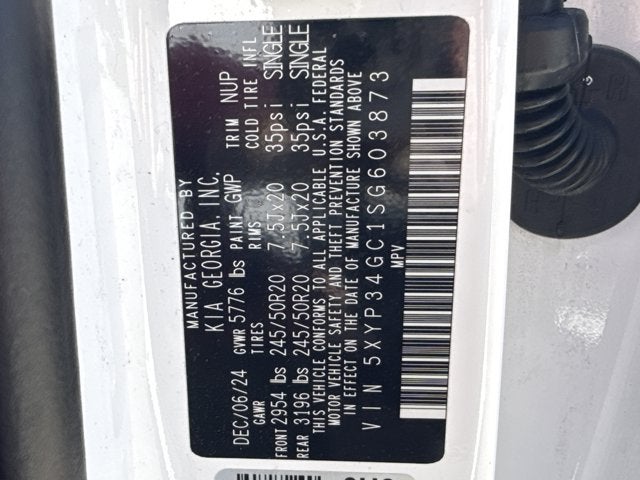 MANUFACTURED BY
KIA GEORGIA, INC.
DEC/06/24 GVWR 5776 lbs PAINT GWP TRIM NUP
GAWR TIRES RIMS COLD TIRE INFL
FRONT 2954 lbs 245/50R20 7.5Jx20 35psi SINGLE
REAR 3196 lbs 245/50R20 7.5Jx20 35psi SINGLE
THIS VEHICLE CONFORMS TO ALL APPLICABLE U.S.A. FEDERAL
MOTOR VEHICLE SAFETY AND THEFT PREVENTION STANDARDS
IN EFFECT ON THE DATE OF MANUFACTURE SHOWN ABOVE
VIN 5XYP34GC1SG603873
MPV